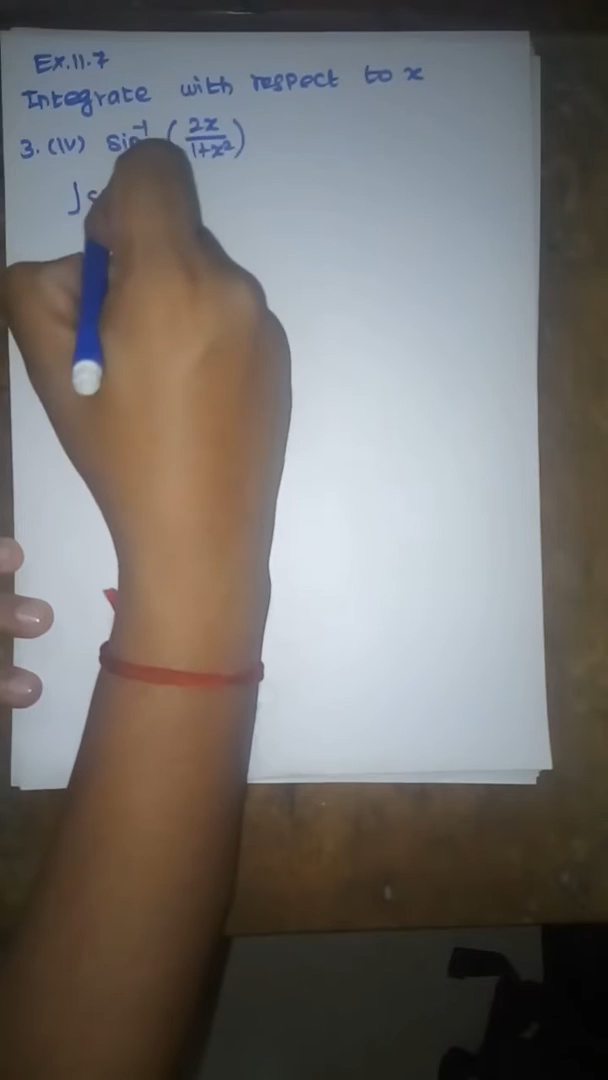 Ex.11.7
Integrate with respect to x
3. (iv) sin⁻¹ (2x/1+x²)
∫s